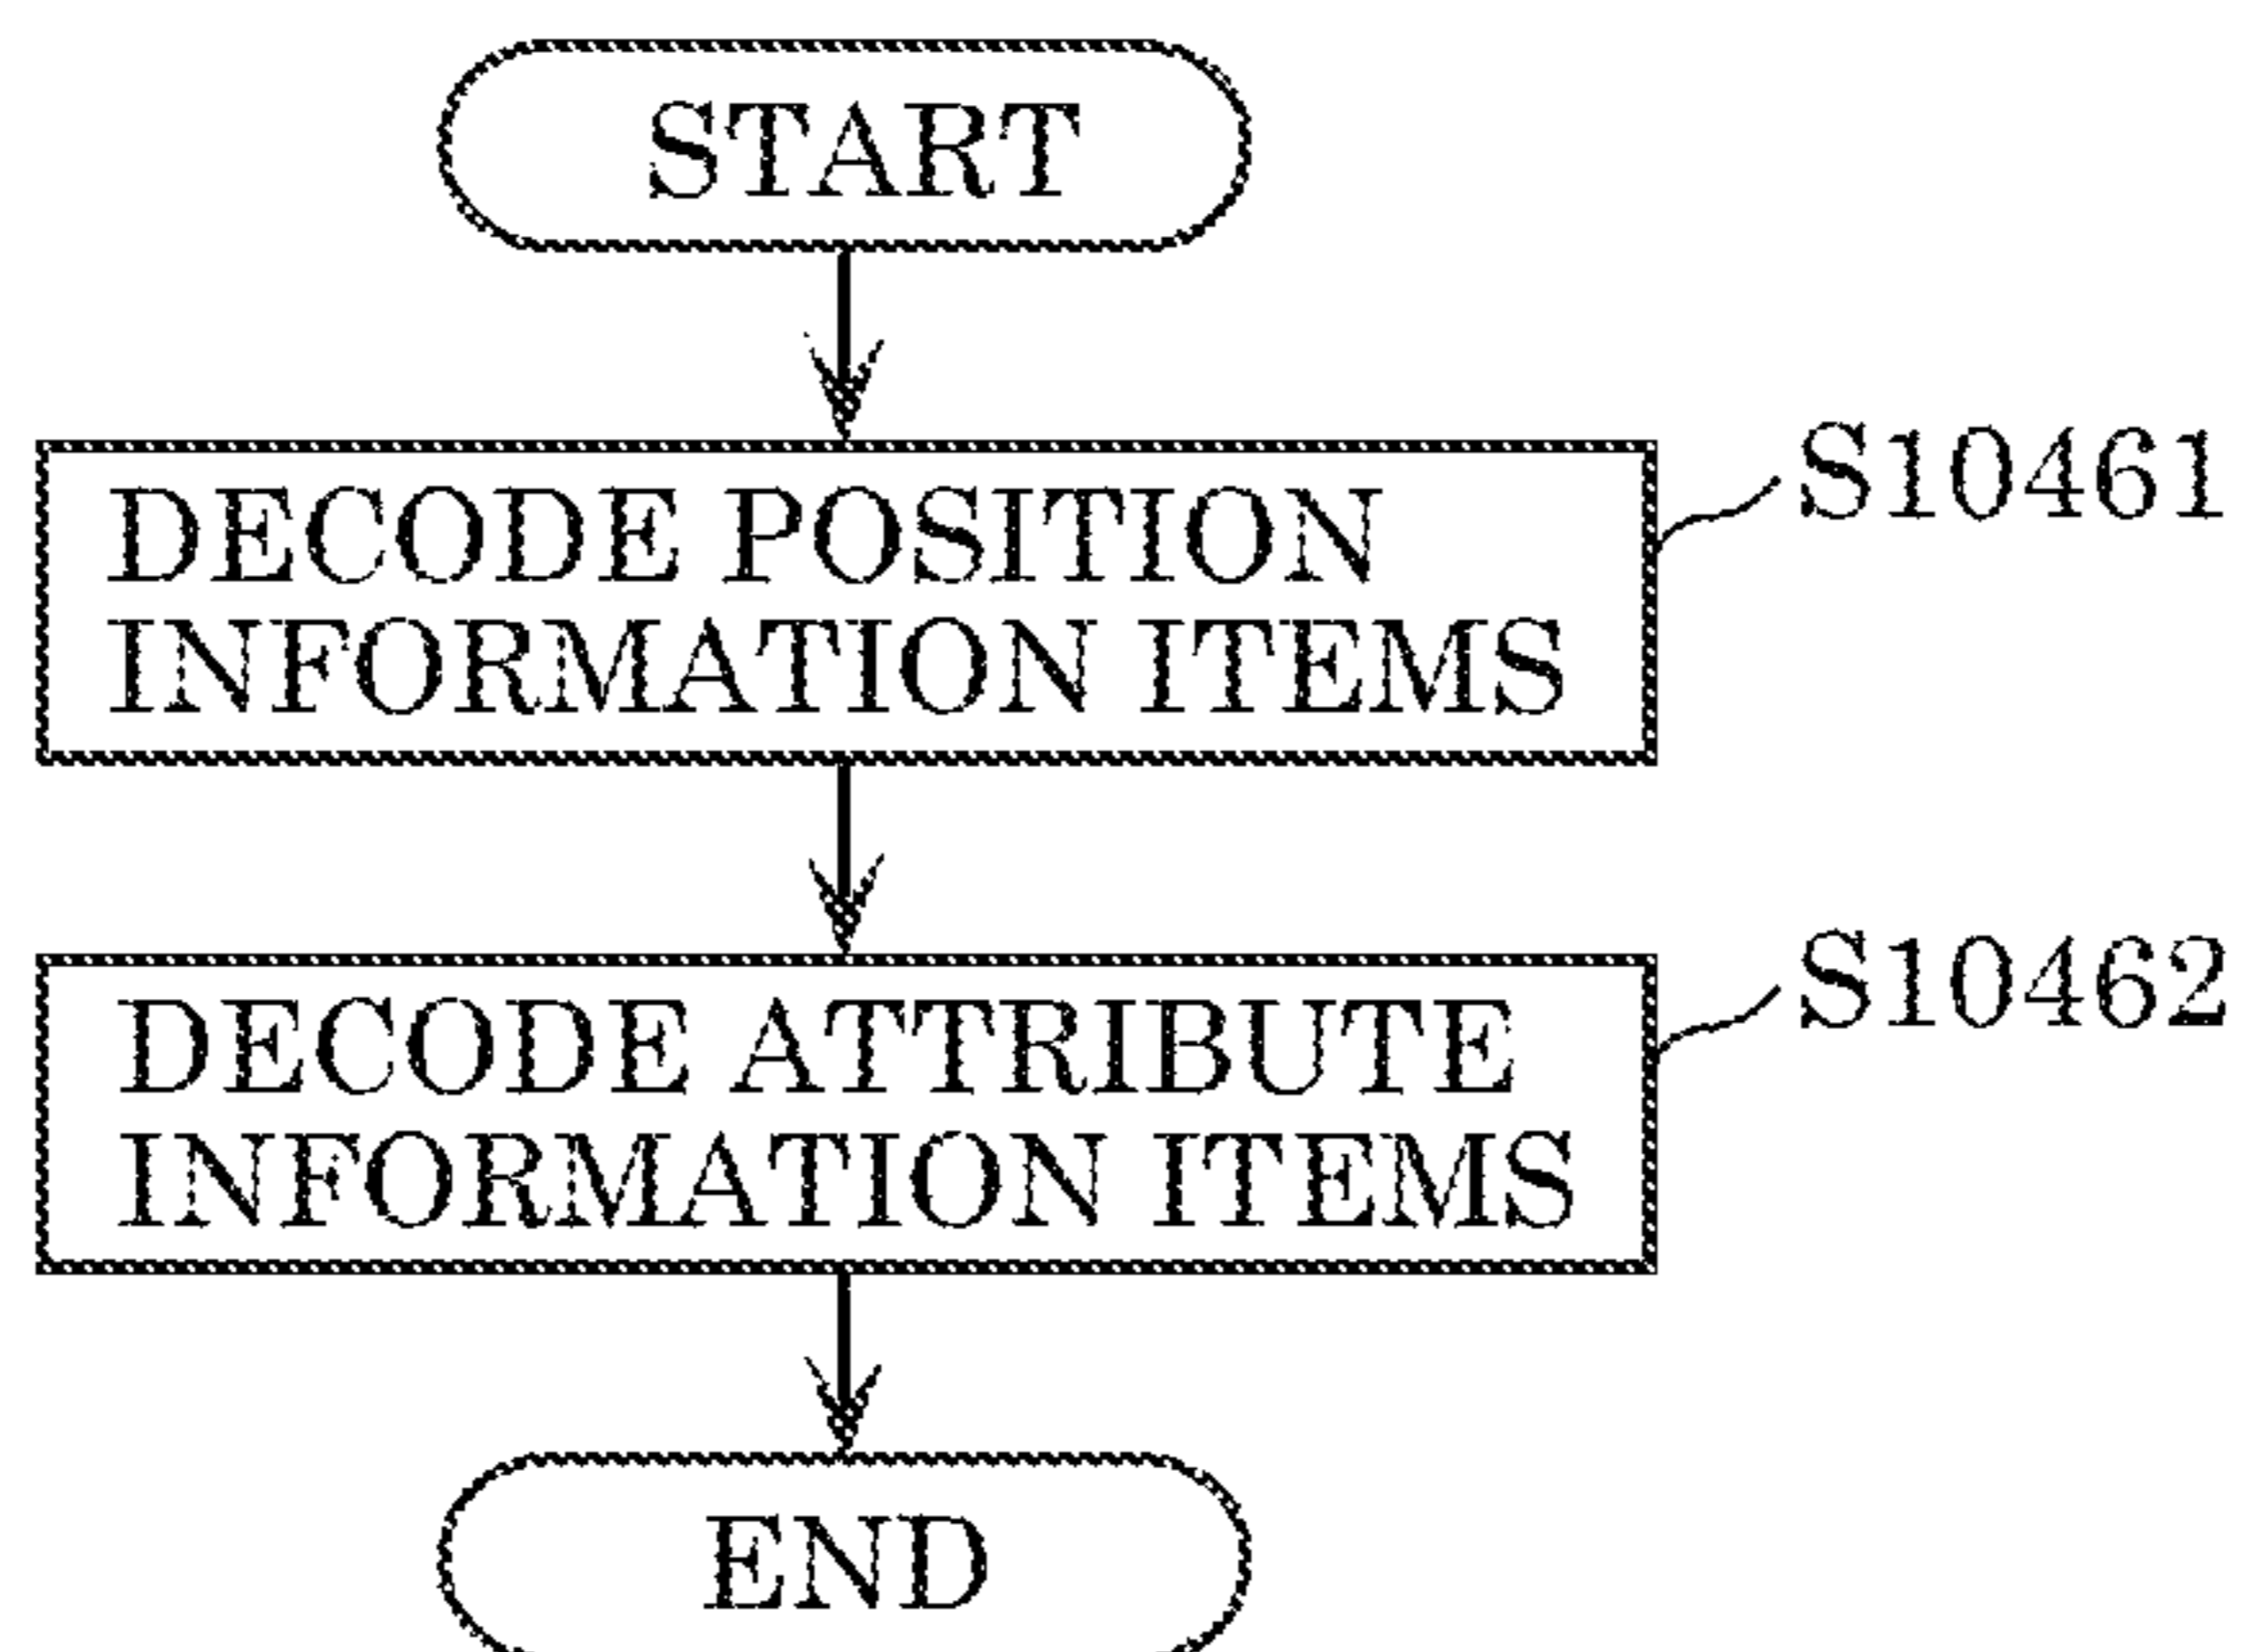 START
S10461
DECODE POSITION
INFORMATION ITEMS
S10462
DECODE ATTRIBUTE
INFORMATION ITEMS
END